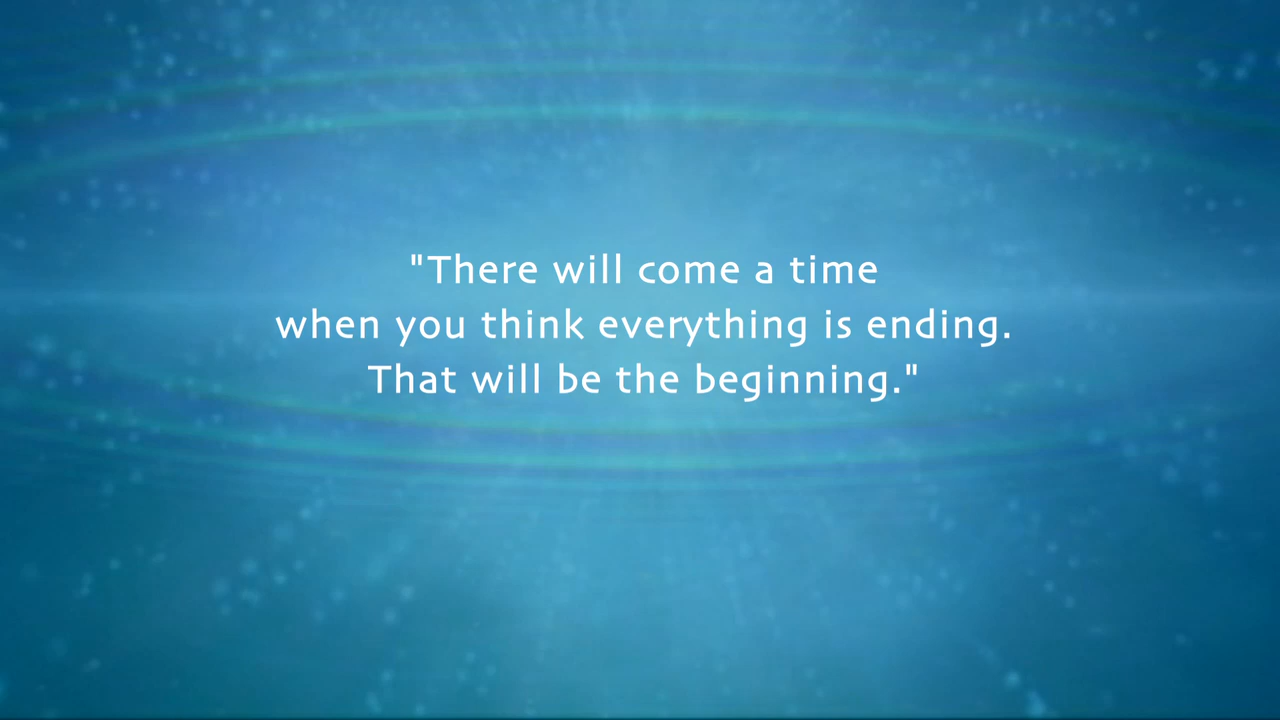 "There will come a time
when you think everything is ending.
That will be the beginning."